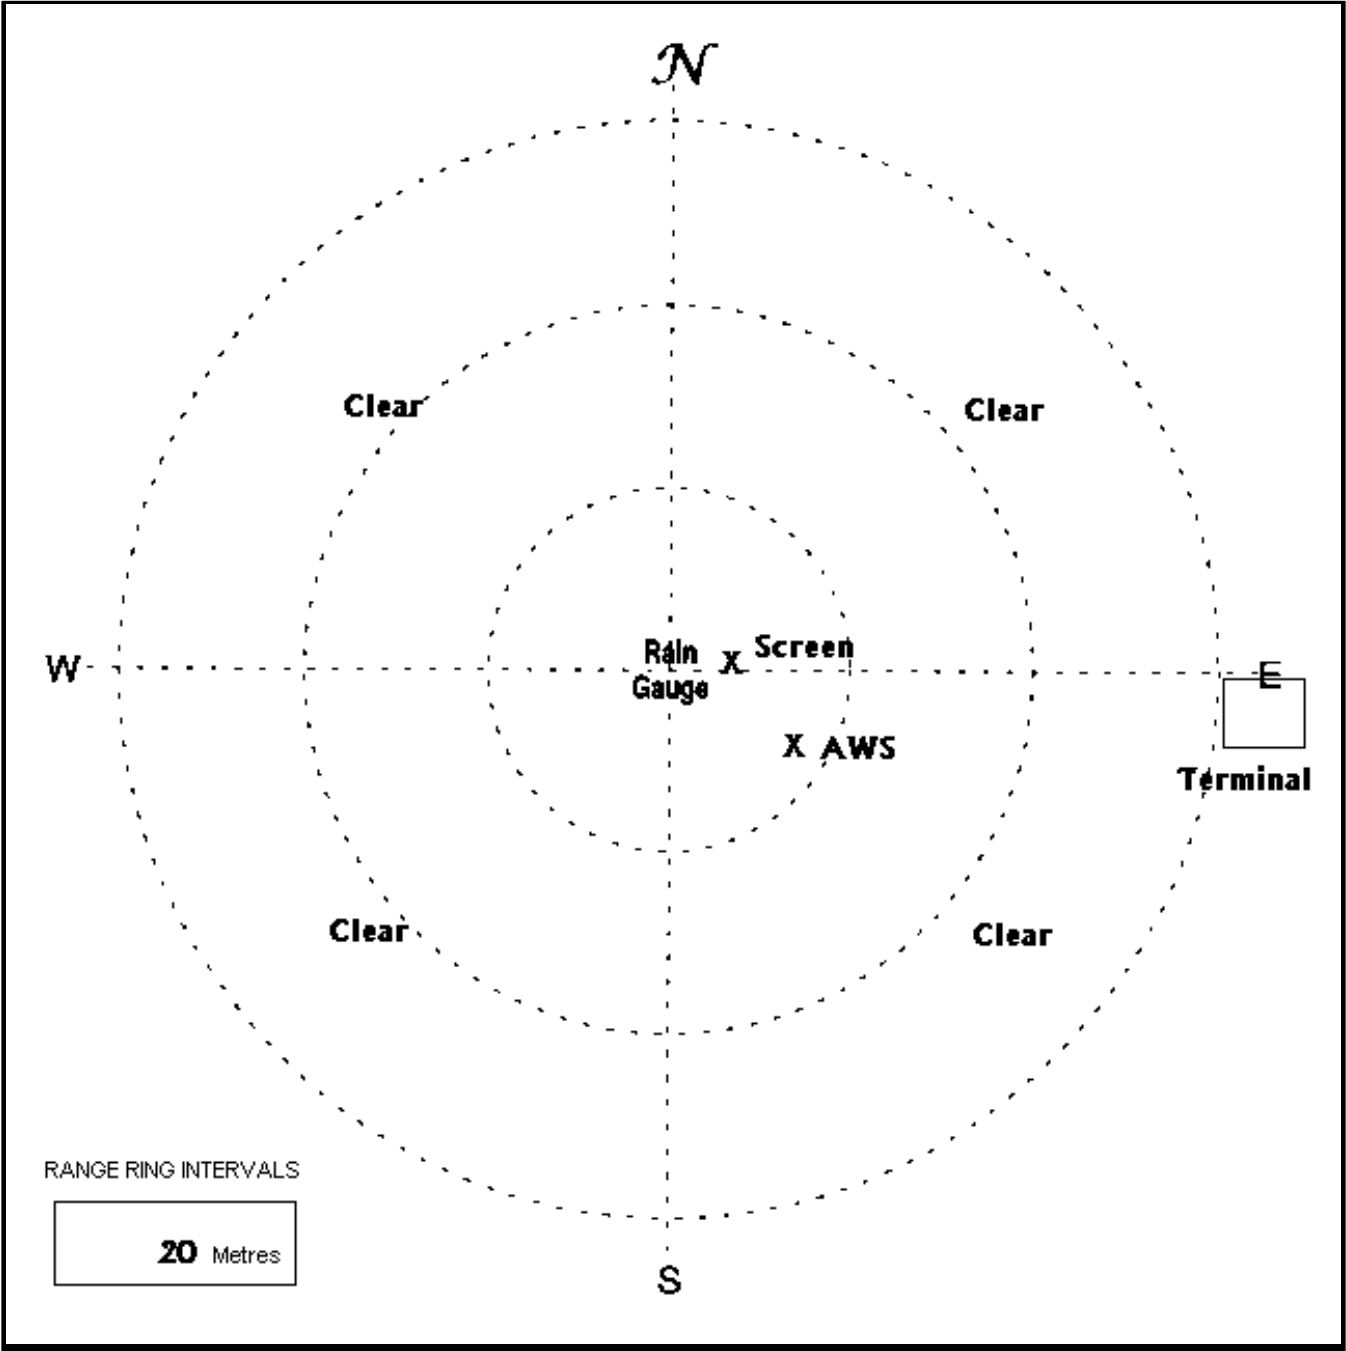 N
Clear
Clear
Rain
Gauge
X Screen
W
E
X AWS
Terminal
Clear
Clear
RANGE RING INTERVALS
20 Metres
S